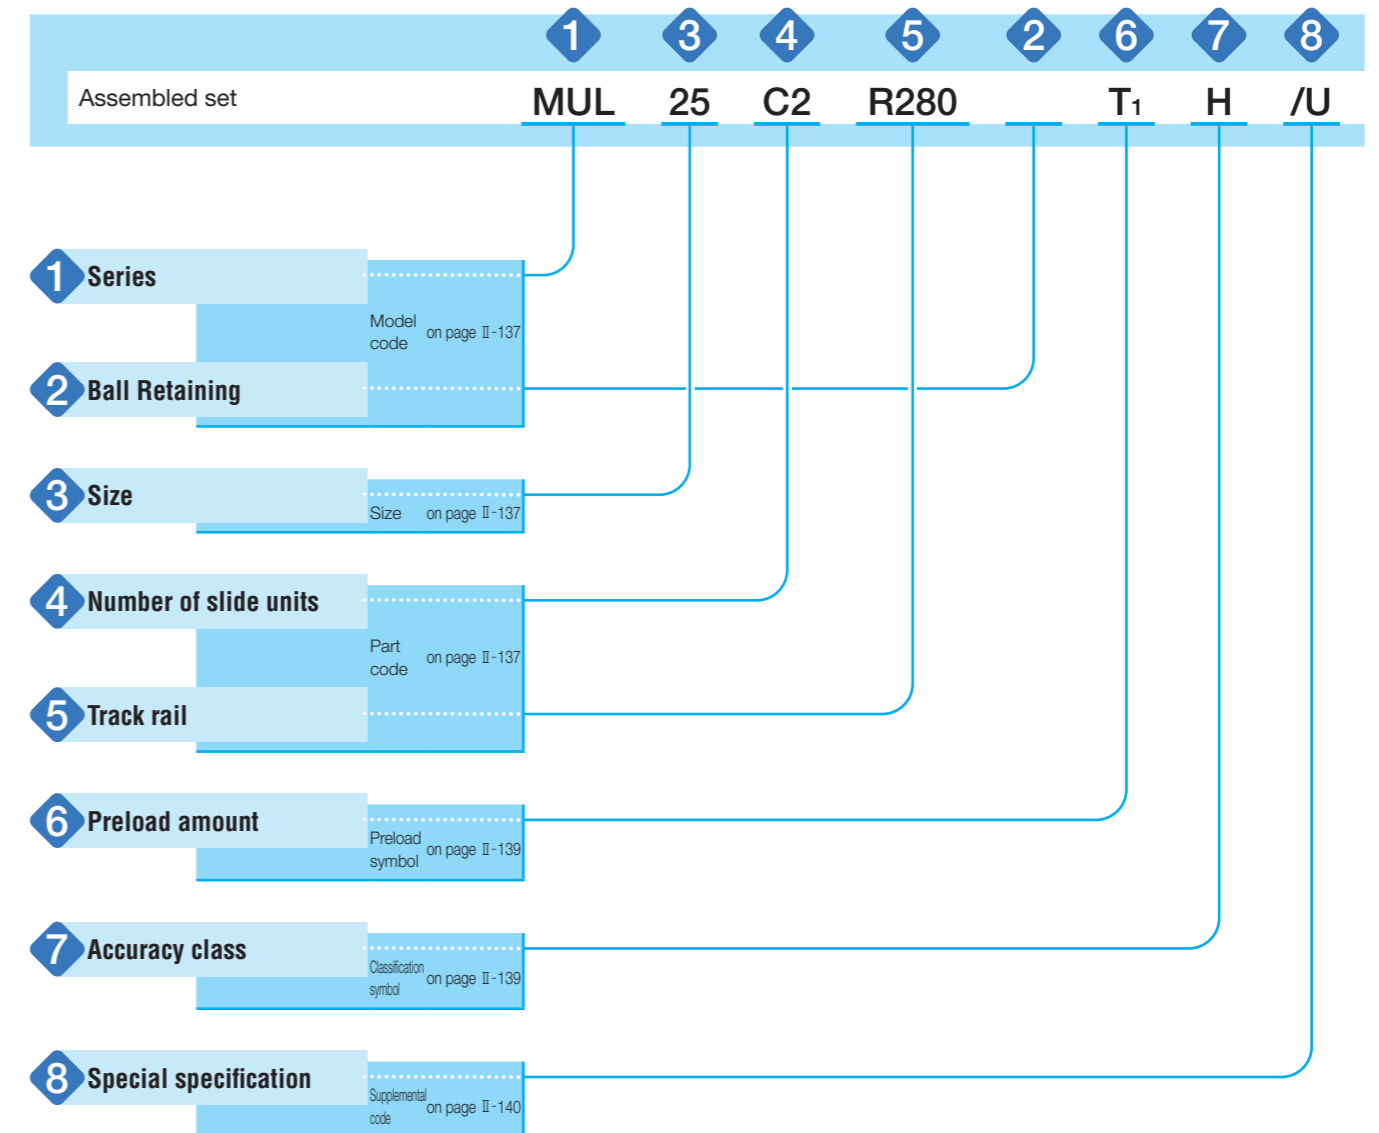 1 3 4 5 2 6 7 8
Assembled set MUL 25 C2 R280 T1 H /U
1 Series
Model code on page Ⅱ-137
2 Ball Retaining
3 Size
Size on page Ⅱ-137
4 Number of slide units
Part code on page Ⅱ-137
5 Track rail
6 Preload amount
Preload symbol on page Ⅱ-139
7 Accuracy class
Classification symbol on page Ⅱ-139
8 Special specification
Supplemental code on page Ⅱ-140